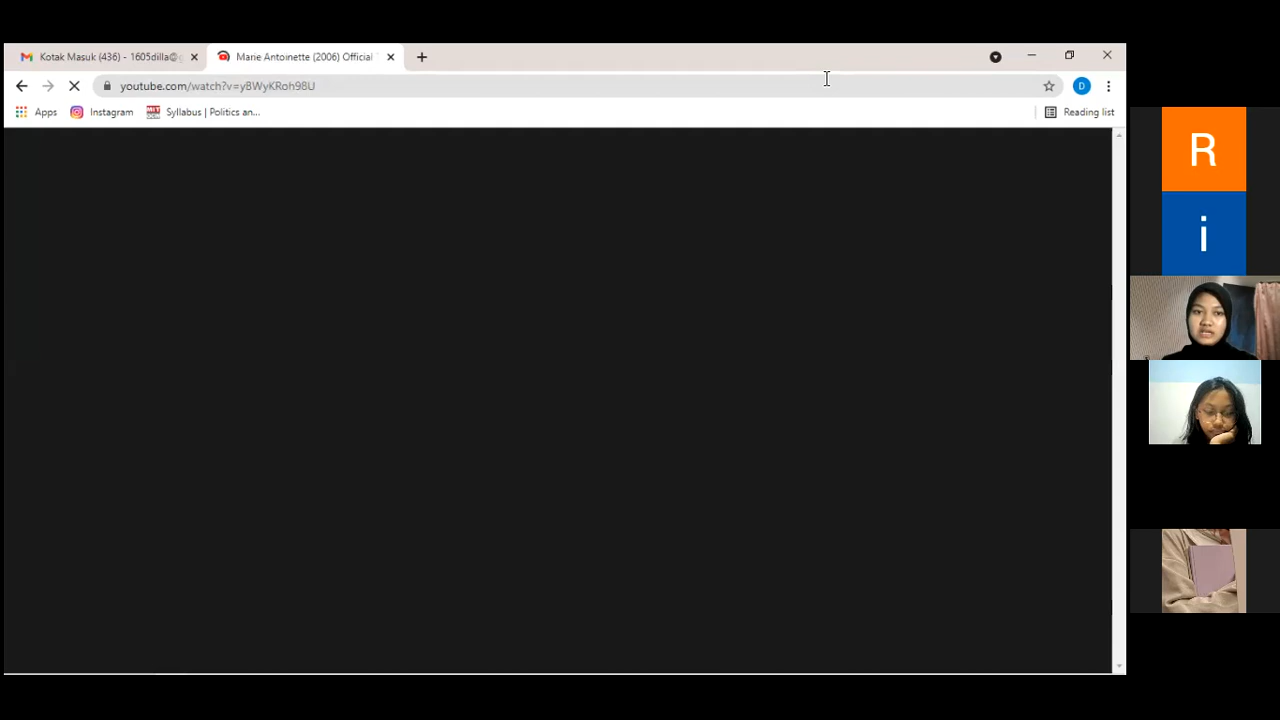 Kotak Masuk (436) - 1605dilla@g
Marie Antoinette (2006) Official
youtube.com/watch?v=yBWyKRoh98U
D
Apps
Instagram
MIT
Syllabus | Politics an...
Reading list
R
i